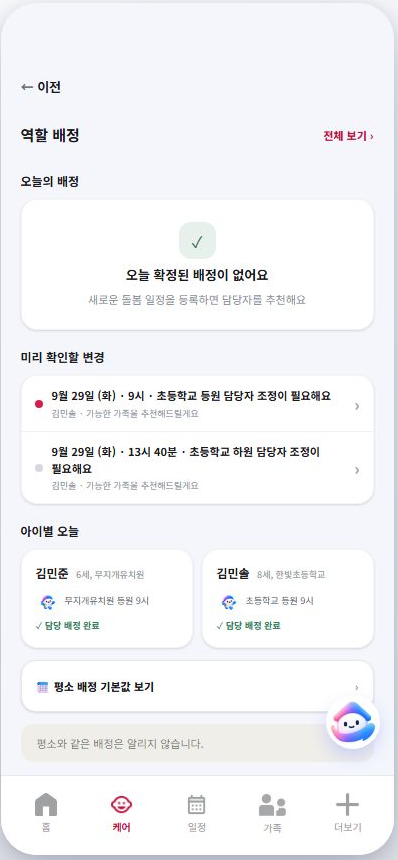 ← 이전
역할 배정
전체 보기 ›
오늘의 배정
✓
오늘 확정된 배정이 없어요
새로운 돌봄 일정을 등록하면 담당자를 추천해요
미리 확인할 변경
9월 29일 (화) · 9시 · 초등학교 등원 담당자 조정이 필요해요
김민솔 · 가능한 가족을 추천해드릴게요
›
9월 29일 (화) · 13시 40분 · 초등학교 하원 담당자 조정이
필요해요
김민솔 · 가능한 가족을 추천해드릴게요
›
아이별 오늘
김민준 6세, 무지개유치원
무지개유치원 등원 9시
✓ 담당 배정 완료
김민솔 8세, 한빛초등학교
초등학교 등원 9시
✓ 담당 배정 완료
평소 배정 기본값 보기 ›
평소와 같은 배정은 알리지 않습니다.
홈
케어
일정
가족
더보기